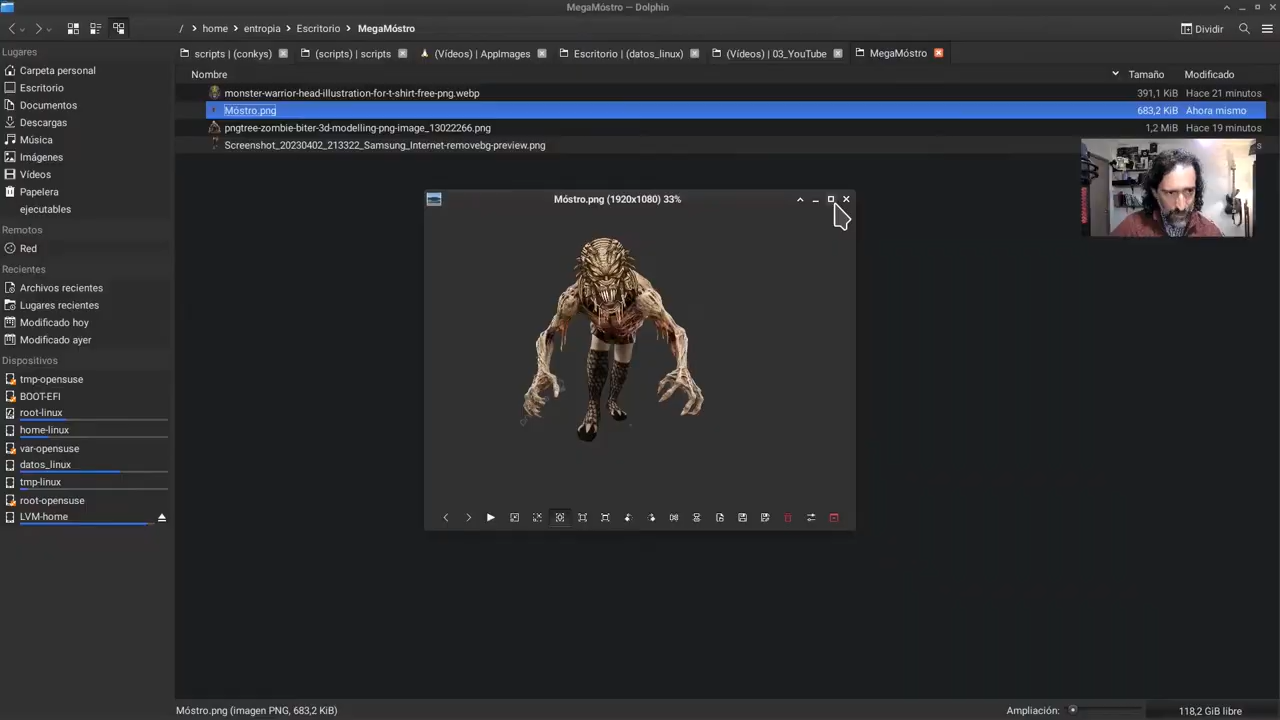 MegaMóstro — Dolphin
/ > home > entropia > Escritorio > MegaMóstro
Dividir
Lugares
Carpeta personal
Escritorio
Documentos
Descargas
Música
Imágenes
Vídeos
Papelera
ejecutables
Remotos
Red
Recientes
Archivos recientes
Lugares recientes
Modificado hoy
Modificado ayer
Dispositivos
tmp-opensuse
BOOT-EFI
root-linux
home-linux
var-opensuse
datos_linux
tmp-linux
root-opensuse
LVM-home
scripts | (conkys)
(scripts) | scripts
(Vídeos) | AppImages
Escritorio | (datos_linux)
(Vídeos) | 03_YouTube
MegaMóstro
Nombre Tamaño Modificado
monster-warrior-head-illustration-for-t-shirt-free-png.webp 391,1 KiB Hace 21 minutos
Móstro.png 683,2 KiB Ahora mismo
pngtree-zombie-biter-3d-modelling-png-image_13022266.png 1,2 MiB Hace 19 minutos
Screenshot_20230402_213322_Samsung_Internet-removebg-preview.png
Móstro.png (1920x1080) 33%
Móstro.png (imagen PNG, 683,2 KiB)
Ampliación:
118,2 GiB libre